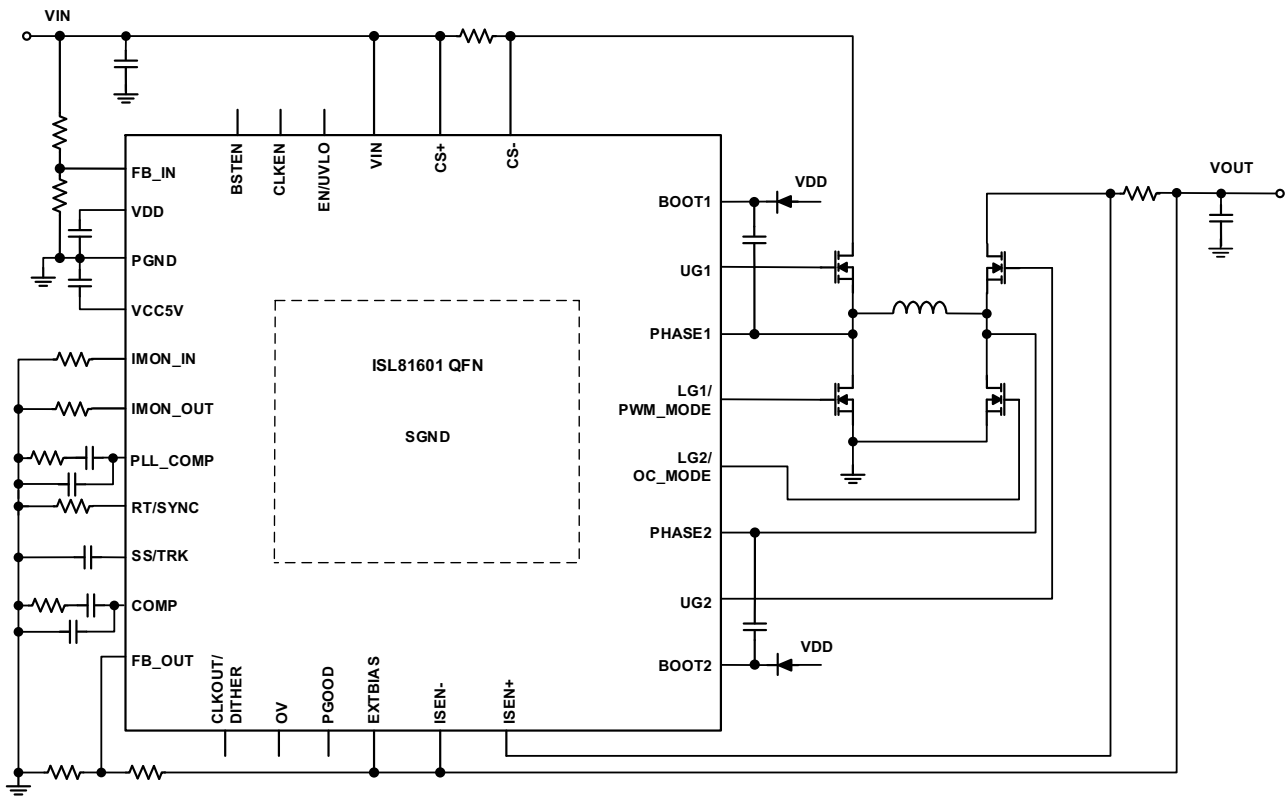 VIN
BSTEN
CLKEN
EN/UVLO
VIN
CS+
CS-
FB_IN
VDD
PGND
VCC5V
IMON_IN
IMON_OUT
PLL_COMP
RT/SYNC
SS/TRK
COMP
FB_OUT
ISL81601 QFN
SGND
BOOT1
UG1
PHASE1
LG1/
PWM_MODE
LG2/
OC_MODE
PHASE2
UG2
BOOT2
VDD
VDD
VOUT
CLKOUT/
DITHER
OV
PGOOD
EXTBIAS
ISEN-
ISEN+